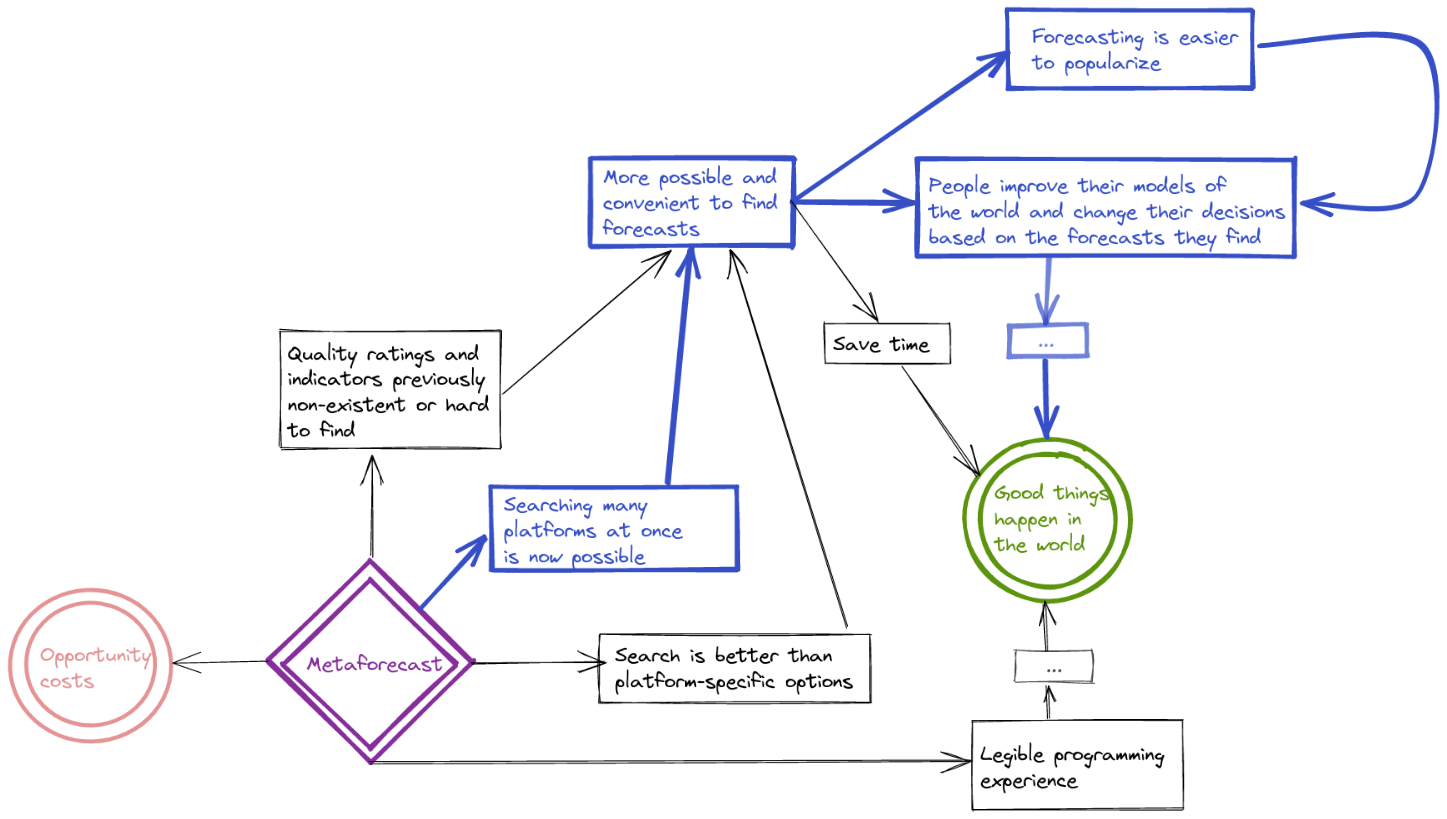 Forecasting is easier
to popularize
More possible and
convenient to find
forecasts
People improve their models of
the world and change their decisions
based on the forecasts they find
Save time
...
Quality ratings and
indicators previously
non-existent or hard
to find
Searching many
platforms at once
is now possible
Good things
happen in
the world
Opportunity
costs
Metaforecast
Search is better than
platform-specific options
...
Legible programming
experience